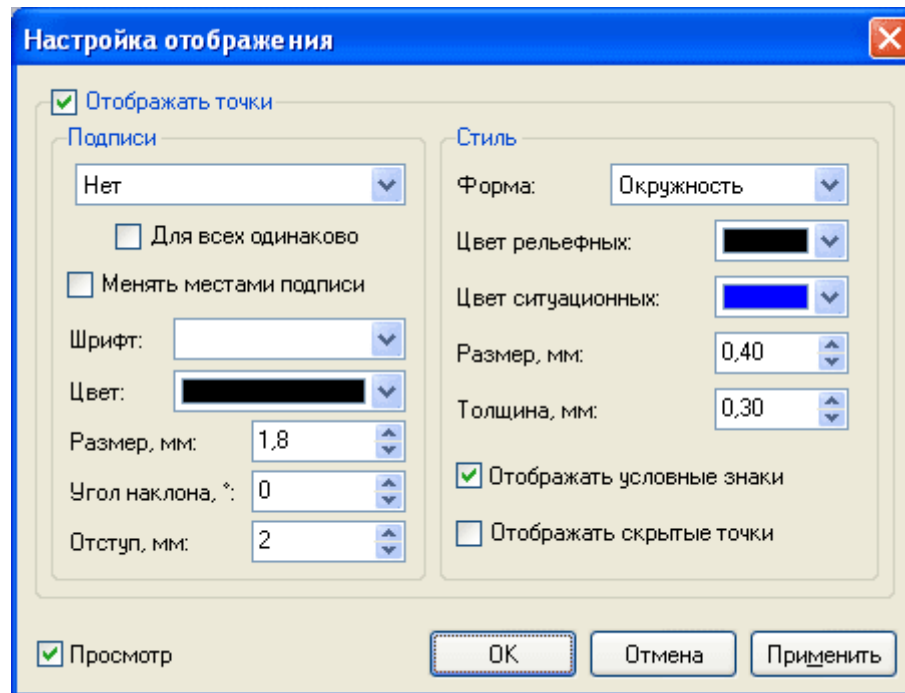 Настройка отображения
Отображать точки
Подписи
Нет
Для всех одинаково
Менять местами подписи
Шрифт:
Цвет:
Размер, мм: 1,8
Угол наклона, °: 0
Отступ, мм: 2
Стиль
Форма: Окружность
Цвет рельефных:
Цвет ситуационных:
Размер, мм: 0,40
Толщина, мм: 0,30
Отображать условные знаки
Отображать скрытые точки
Просмотр
OK
Отмена
Применить